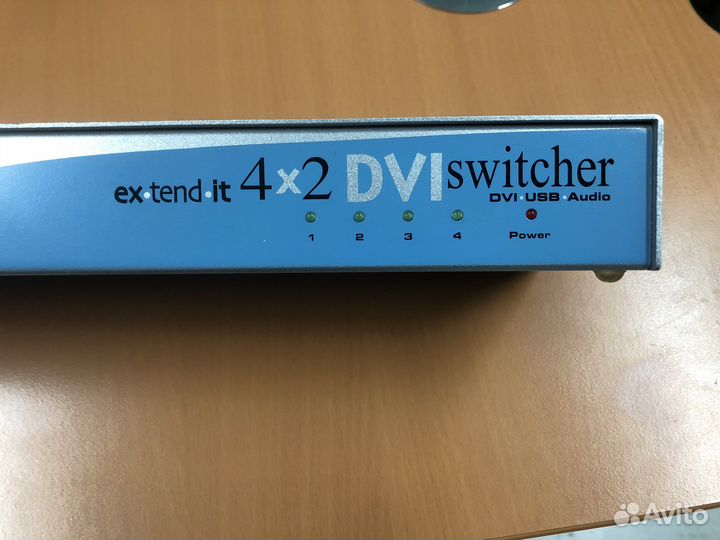 ex•tend•it 4x2 DVI switcher
DVI•USB•Audio
1 2 3 4 Power
Avito